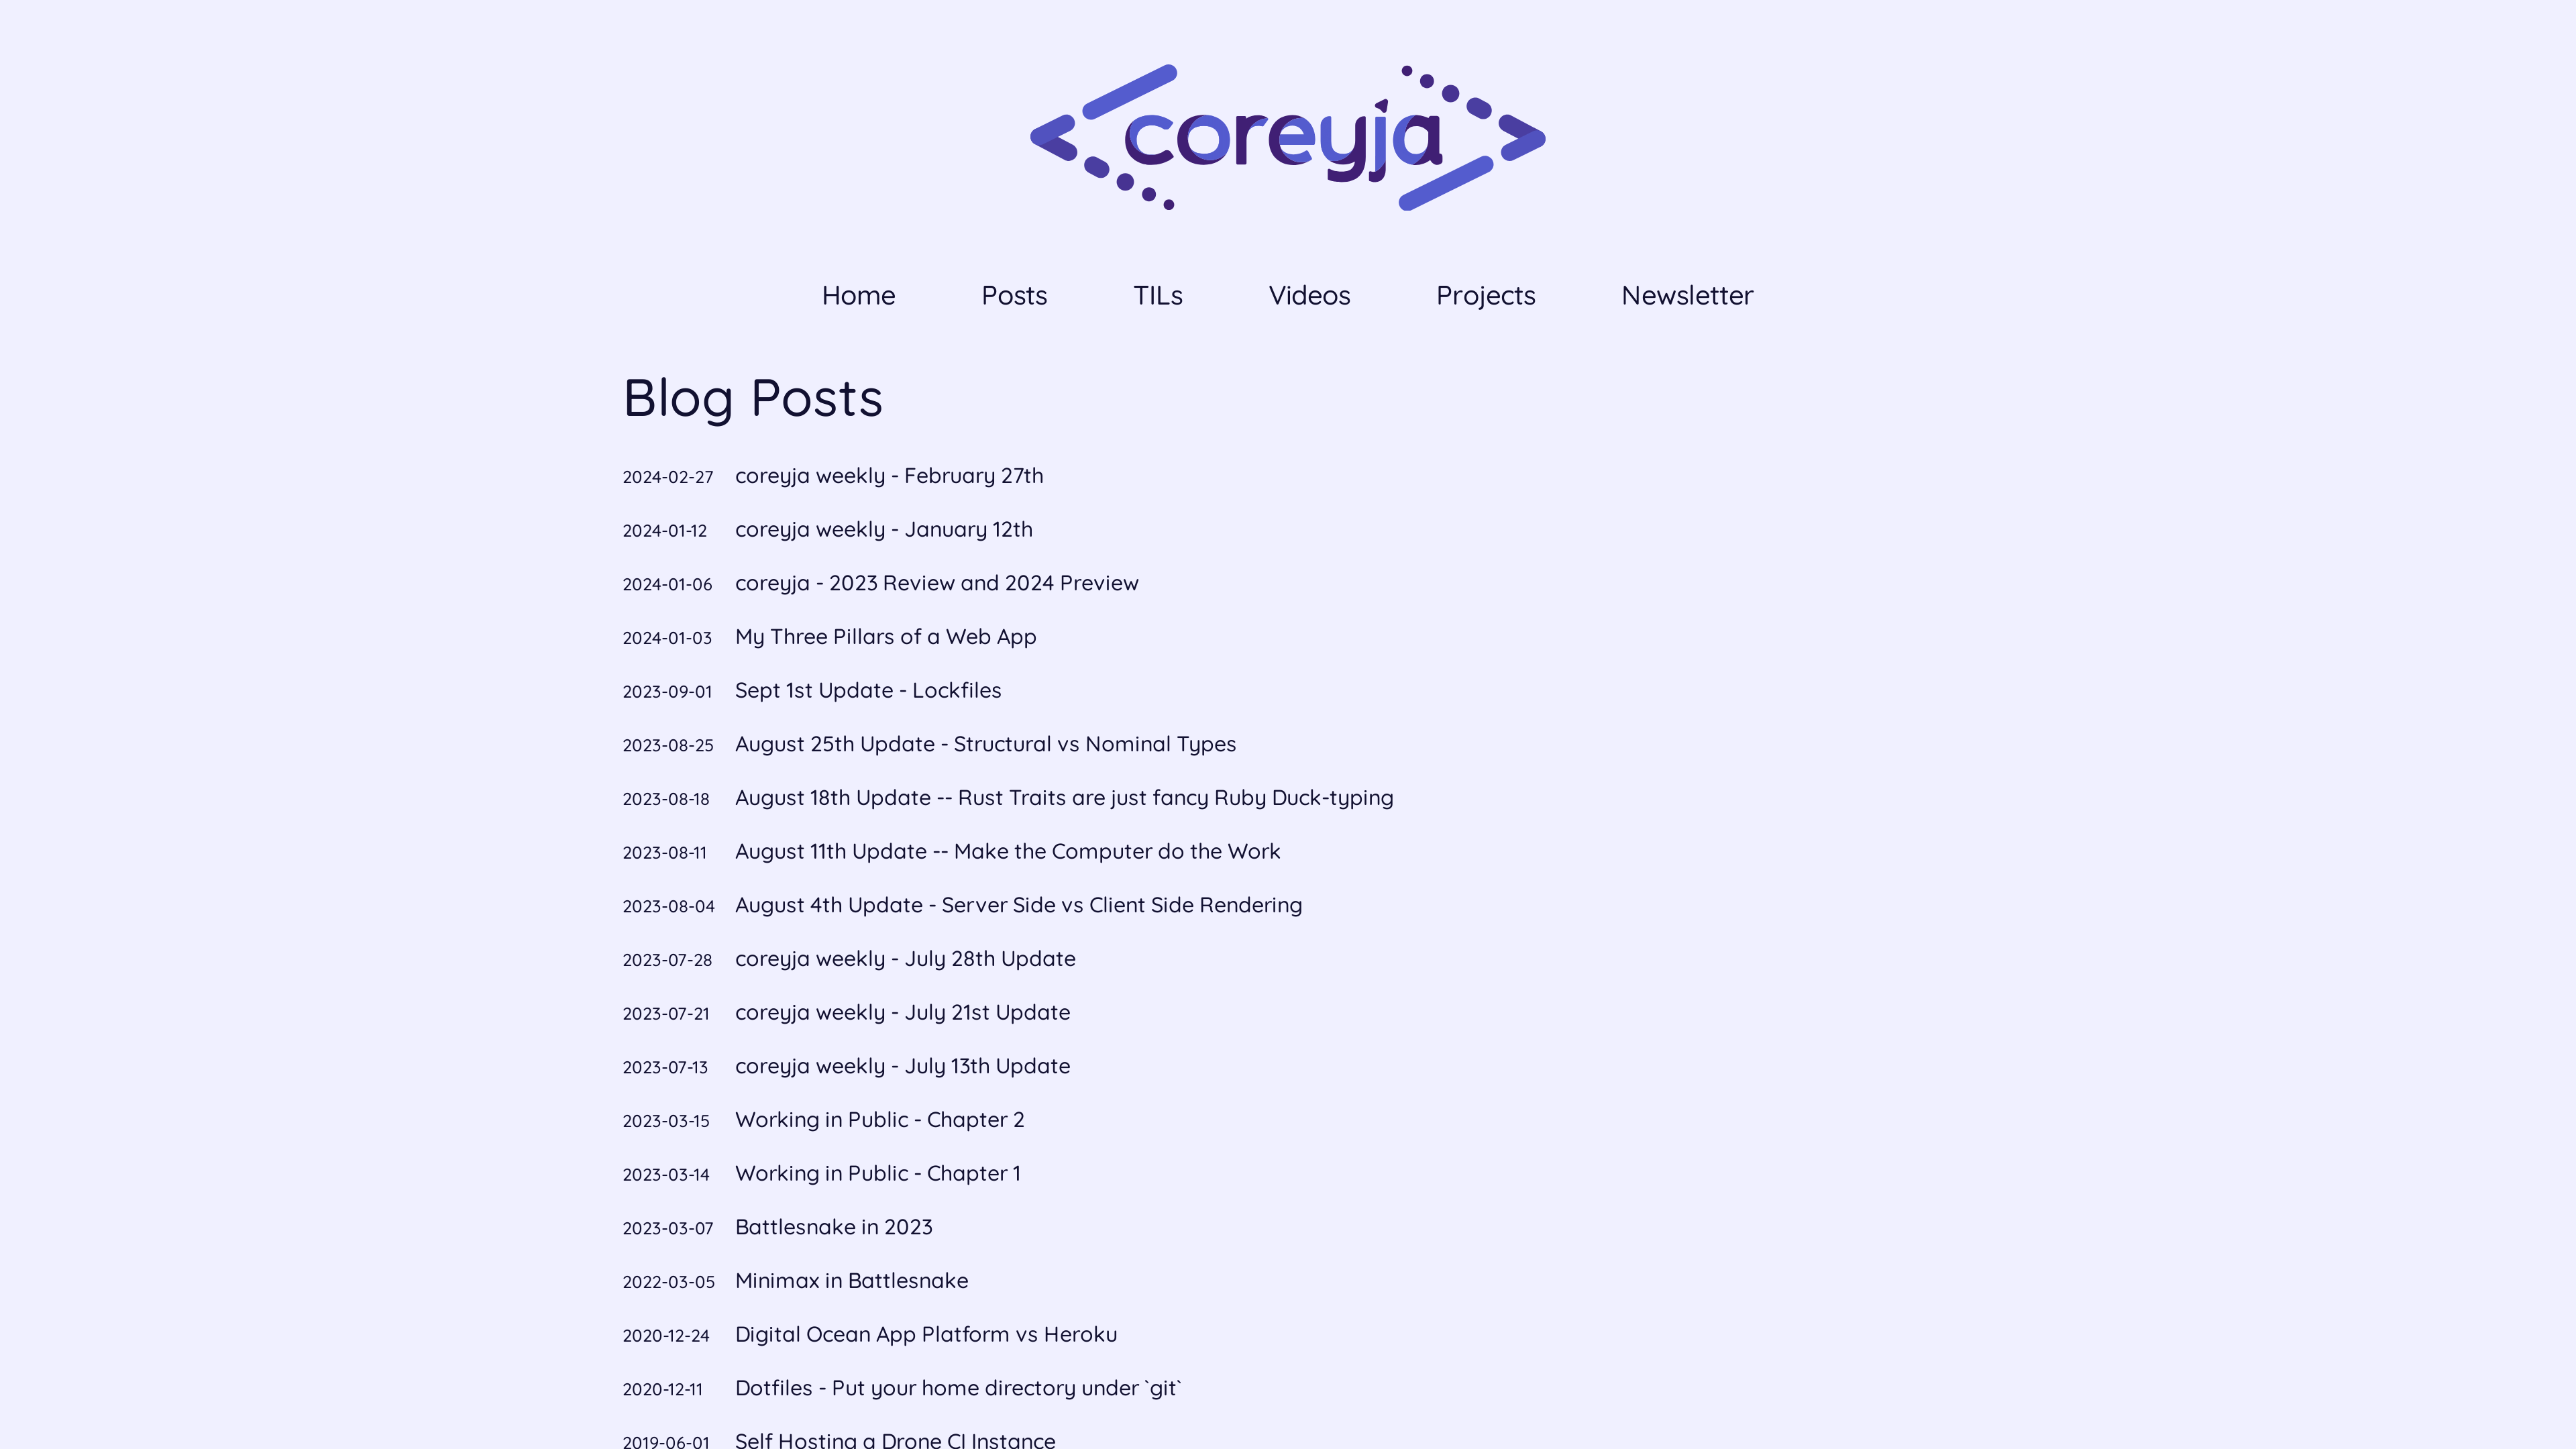 coreyja
Home Posts TILs Videos Projects Newsletter
Blog Posts
2024-02-27 coreyja weekly - February 27th
2024-01-12 coreyja weekly - January 12th
2024-01-06 coreyja - 2023 Review and 2024 Preview
2024-01-03 My Three Pillars of a Web App
2023-09-01 Sept 1st Update - Lockfiles
2023-08-25 August 25th Update - Structural vs Nominal Types
2023-08-18 August 18th Update -- Rust Traits are just fancy Ruby Duck-typing
2023-08-11 August 11th Update -- Make the Computer do the Work
2023-08-04 August 4th Update - Server Side vs Client Side Rendering
2023-07-28 coreyja weekly - July 28th Update
2023-07-21 coreyja weekly - July 21st Update
2023-07-13 coreyja weekly - July 13th Update
2023-03-15 Working in Public - Chapter 2
2023-03-14 Working in Public - Chapter 1
2023-03-07 Battlesnake in 2023
2022-03-05 Minimax in Battlesnake
2020-12-24 Digital Ocean App Platform vs Heroku
2020-12-11 Dotfiles - Put your home directory under `git`
2019-06-01 Self Hosting a Drone CI Instance